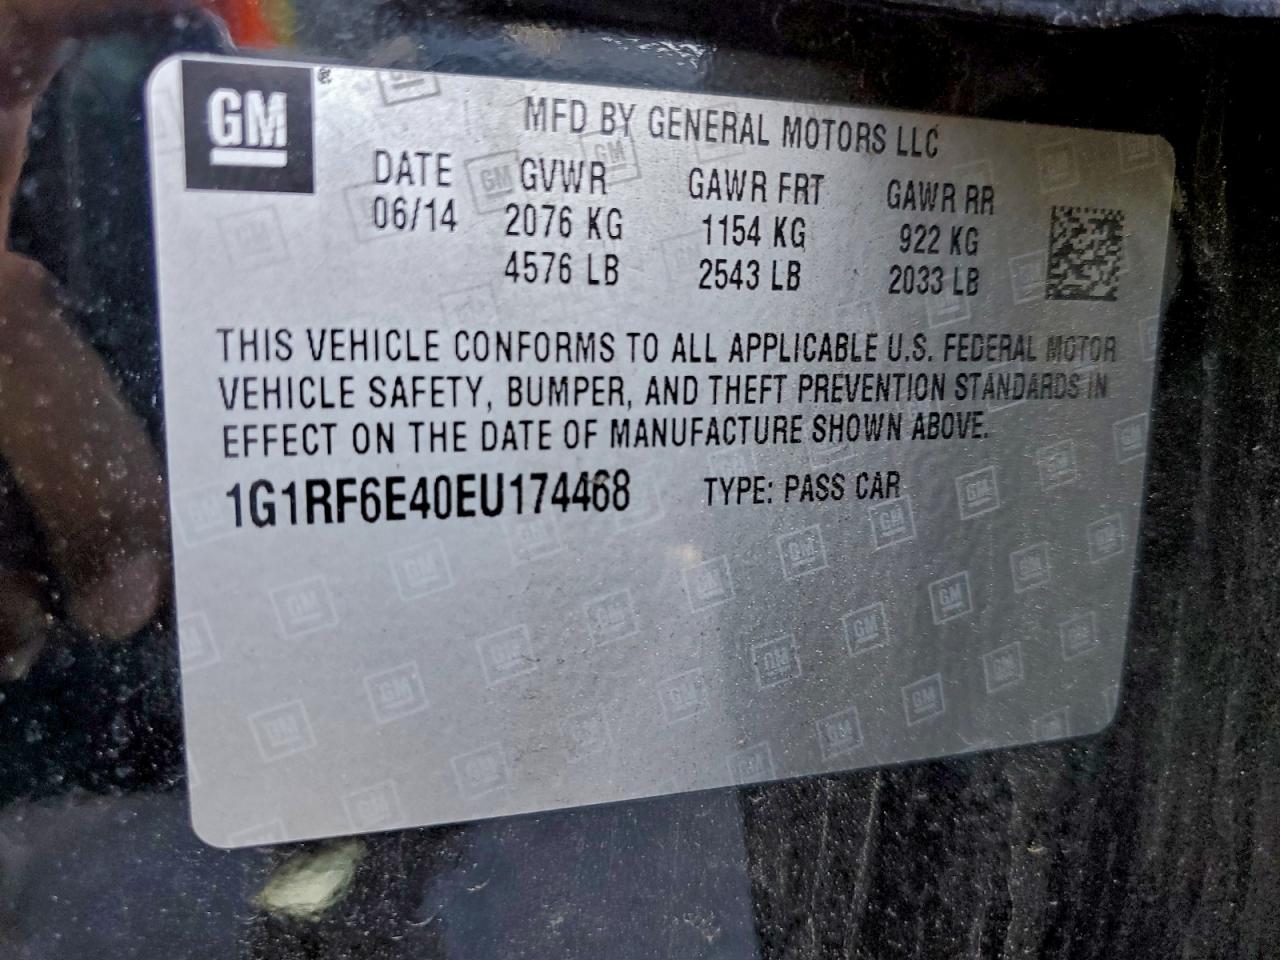 GM
MFD BY GENERAL MOTORS LLC
DATE GVWR GAWR FRT GAWR RR
06/14 2076 KG 1154 KG 922 KG
4576 LB 2543 LB 2033 LB
THIS VEHICLE CONFORMS TO ALL APPLICABLE U.S. FEDERAL MOTOR
VEHICLE SAFETY, BUMPER, AND THEFT PREVENTION STANDARDS IN
EFFECT ON THE DATE OF MANUFACTURE SHOWN ABOVE.
1G1RF6E40EU174468 TYPE: PASS CAR